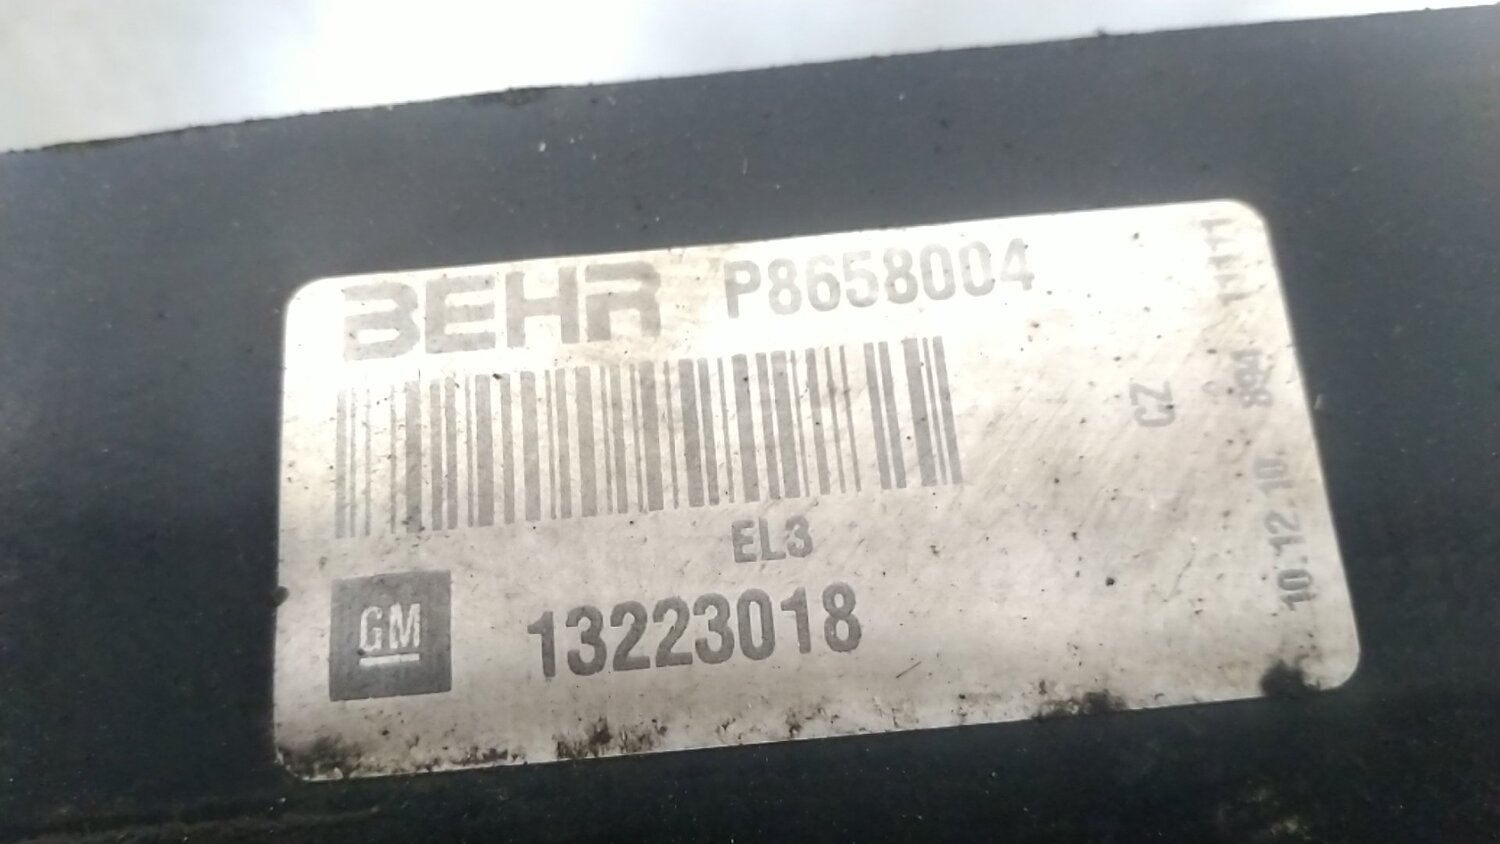 BEHR P8658004
EL3
GM 13223018
CZ
10.12.10